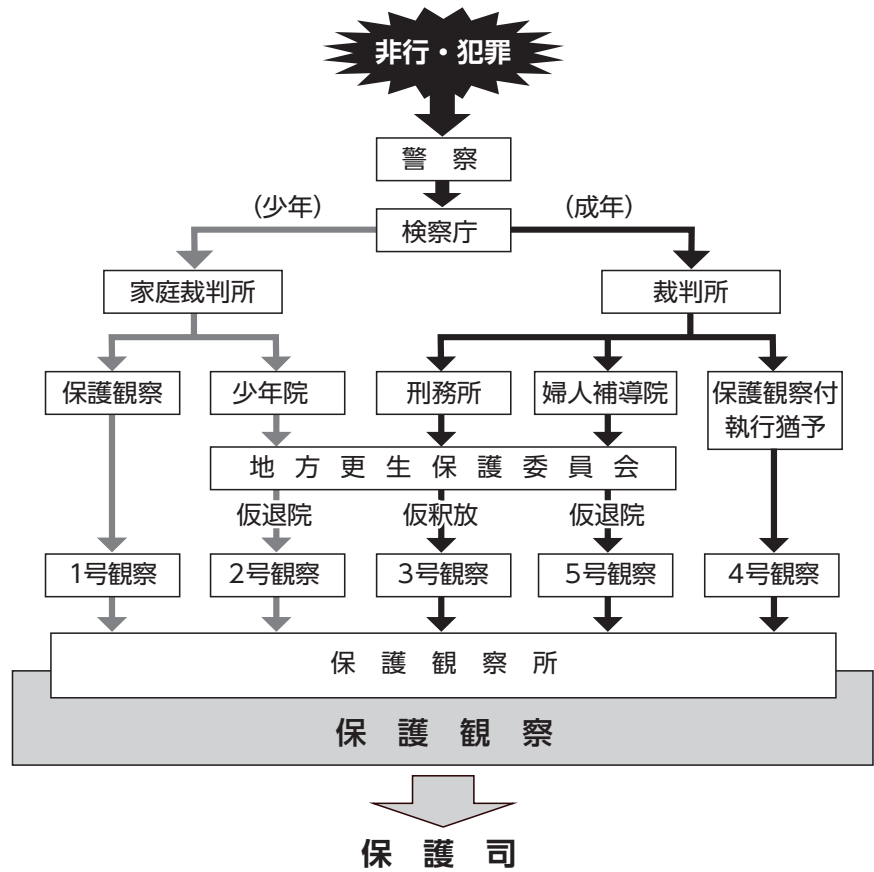 非行・犯罪
警 察
(少年)
(成年)
検察庁
家庭裁判所
裁判所
保護観察
少年院
刑務所
婦人補導院
保護観察付
執行猶予
地 方 更 生 保 護 委 員 会
仮退院
仮釈放
仮退院
1号観察
2号観察
3号観察
5号観察
4号観察
保 護 観 察 所
保 護 観 察
保 護 司